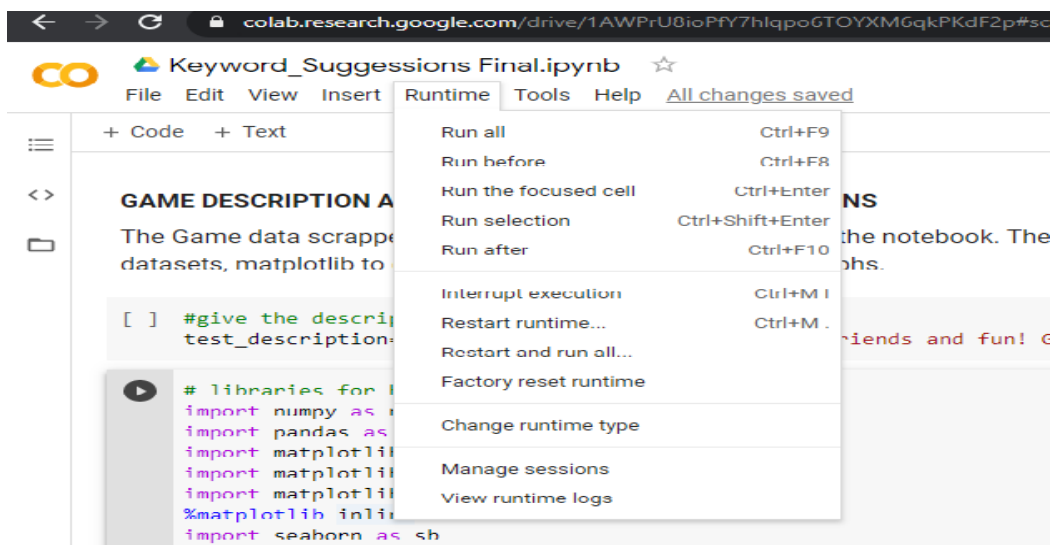 colab.research.google.com/drive/1AWPrU8ioPfY7hIqpo6TOYXM6qkPKdF2p#sc
Keyword_Suggessions Final.ipynb
File Edit View Insert Runtime Tools Help All changes saved
+ Code + Text
Run all Ctrl+F9
Run before Ctrl+F8
Run the focused cell Ctrl+Enter
Run selection Ctrl+Shift+Enter
Run after Ctrl+F10
Interrupt execution Ctrl+M I
Restart runtime... Ctrl+M .
Restart and run all...
Factory reset runtime
Change runtime type
Manage sessions
View runtime logs
GAME DESCRIPTION A NS
The Game data scrappe the notebook. The
datasets, matplotlib to phs.
[ ] #give the descrip
test_description= riends and fun! G
# libraries for
import numpy as
import pandas as
import matplotli
import matplotli
import matplotli
%matplotlib inli
import seaborn as sb